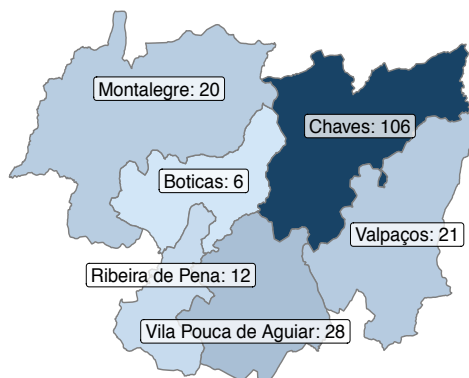 Montalegre: 20
Chaves: 106
Boticas: 6
Valpaços: 21
Ribeira de Pena: 12
Vila Pouca de Aguiar: 28